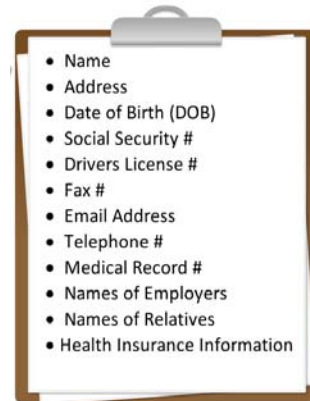 • Name
• Address
• Date of Birth (DOB)
• Social Security #
• Drivers License #
• Fax #
• Email Address
• Telephone #
• Medical Record #
• Names of Employers
• Names of Relatives
• Health Insurance Information